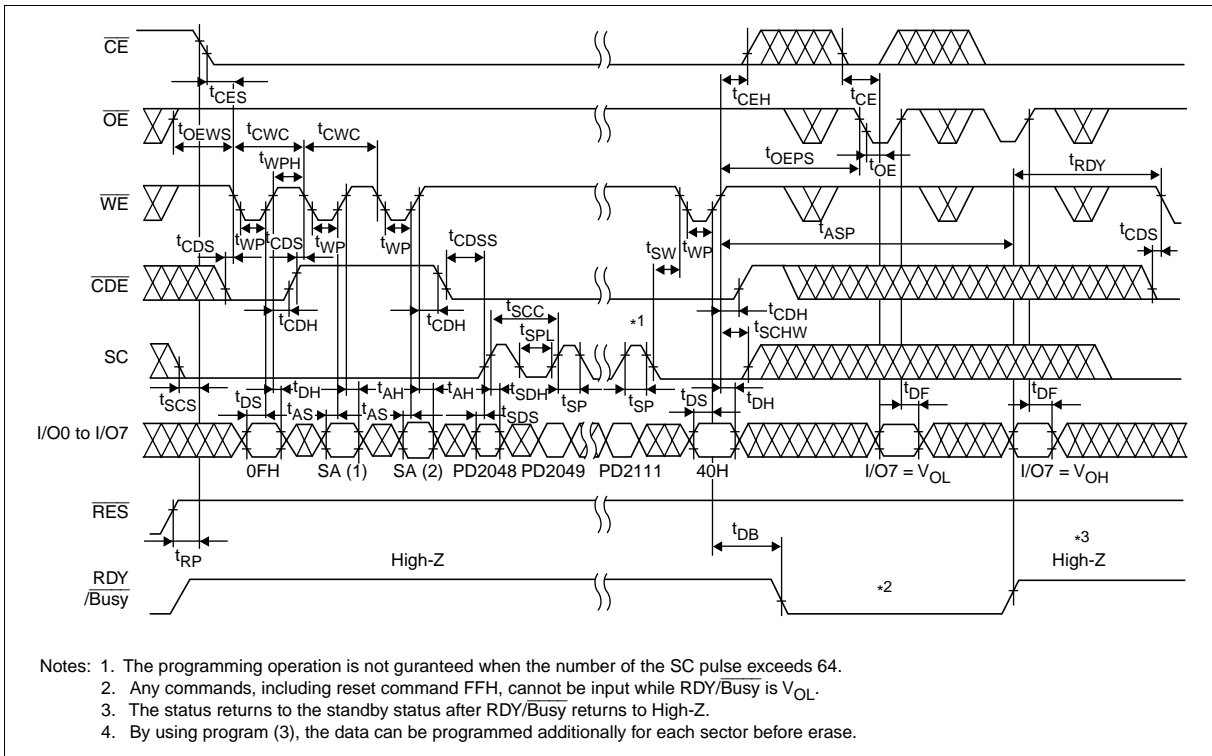 CE
tCES
tCEH
tCE
OE
tOEWS
tCWC
tCWC
tWPH
tOEPS
tOE
tRDY
WE
tCDS
tWP
tCDS
tWP
tWP
tCDSS
tSW
tWP
tASP
tCDS
CDE
tCDH
tCDH
tSCC
tSPL
*1
tCDH
tSCHW
SC
tSCS
tDS
tDH
tAS
tAH
tAS
tAH
tSDH
tSDS
tSP
tSP
tDS
tDH
tDF
tDF
I/O0 to I/O7
0FH
SA (1)
SA (2)
PD2048
PD2049
PD2111
40H
I/O7 = VOL
I/O7 = VOH
RES
tRP
High-Z
tDB
*3
High-Z
RDY
/Busy
*2
Notes: 1. The programming operation is not guranteed when the number of the SC pulse exceeds 64.
2. Any commands, including reset command FFH, cannot be input while RDY/Busy is VOL.
3. The status returns to the standby status after RDY/Busy returns to High-Z.
4. By using program (3), the data can be programmed additionally for each sector before erase.